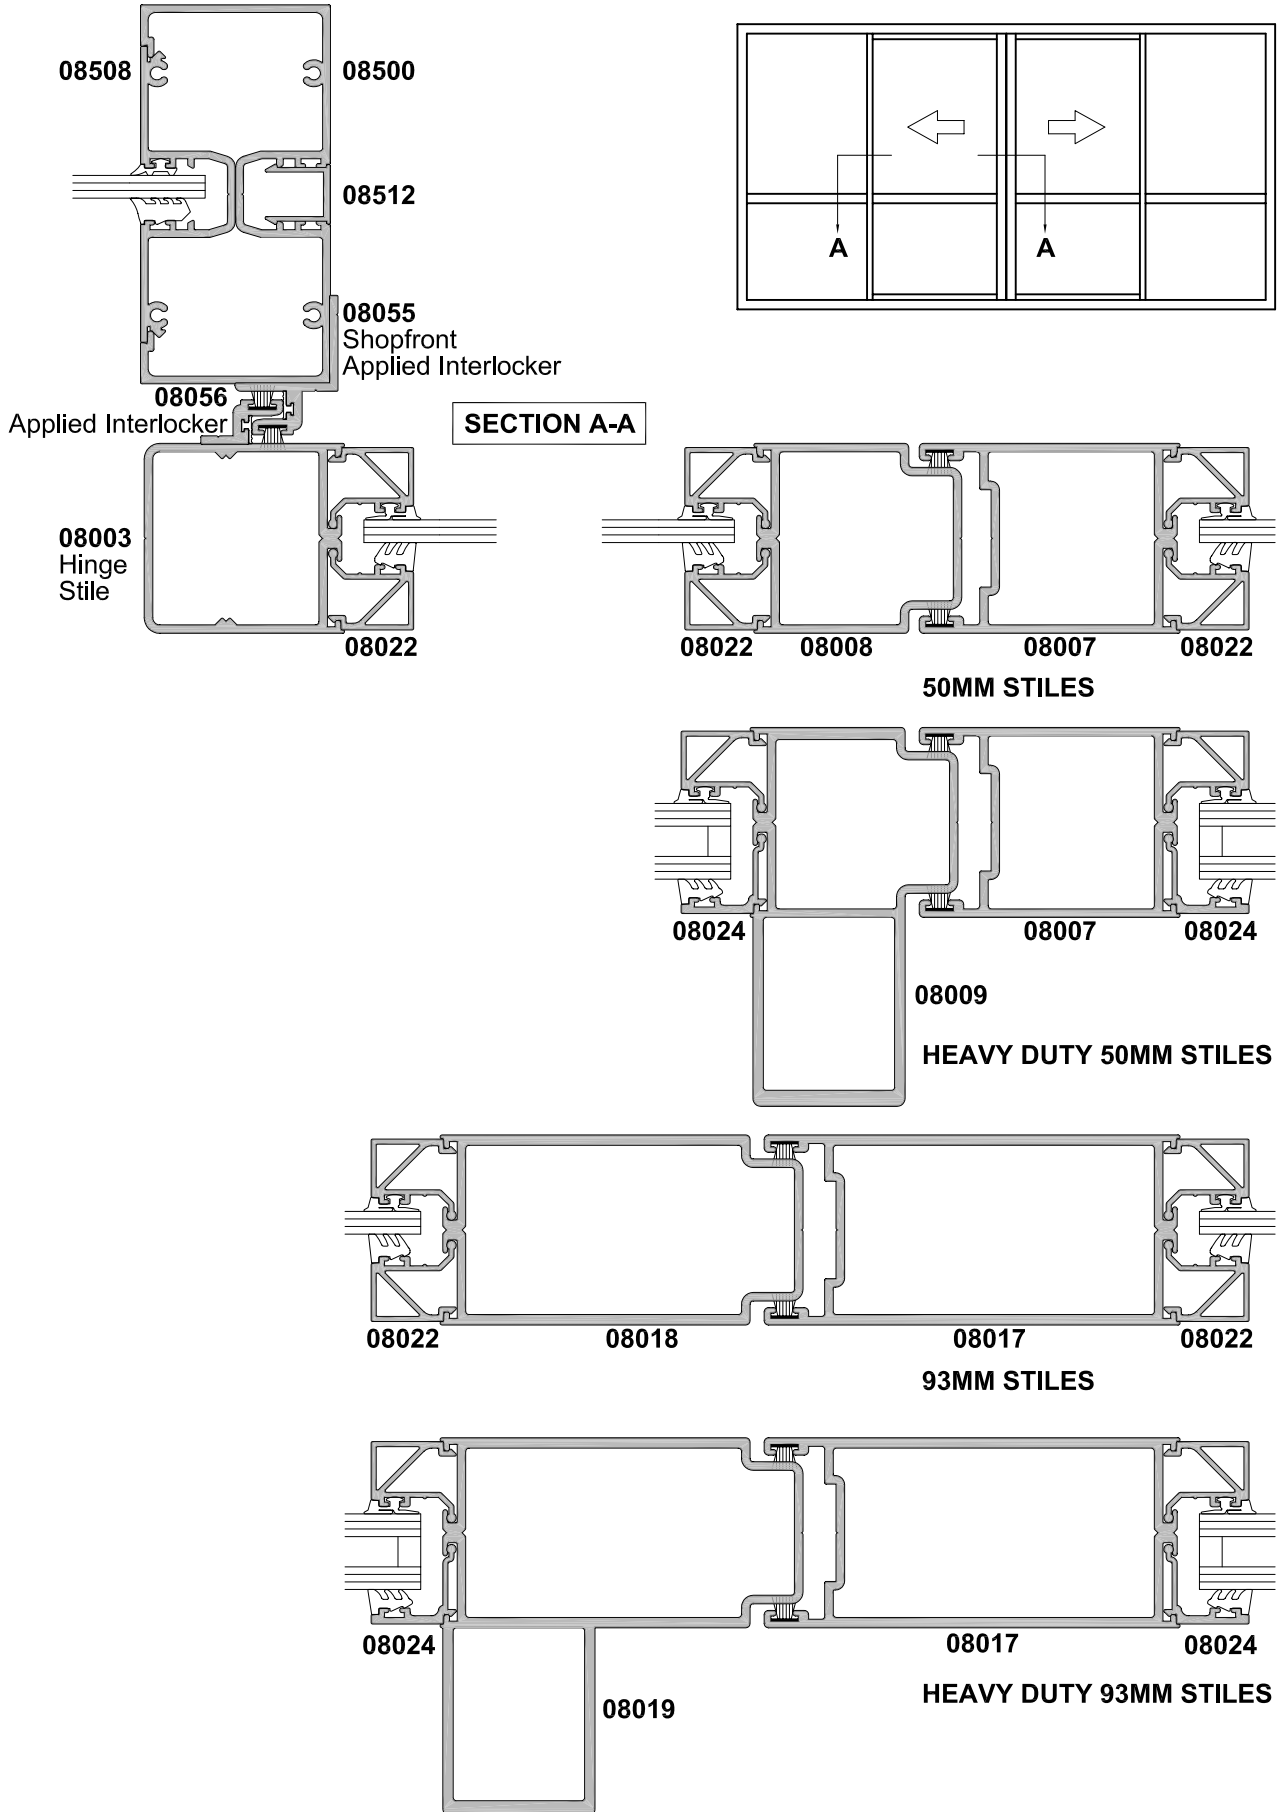 08508
08500
08512
A
A
08055
Shopfront
Applied Interlocker
08056
Applied Interlocker
SECTION A-A
08003
Hinge
Stile
08022
08022
08008
08007
08022
50MM STILES
08024
08007
08024
08009
HEAVY DUTY 50MM STILES
08022
08018
08017
08022
93MM STILES
08024
08017
08024
08019
HEAVY DUTY 93MM STILES